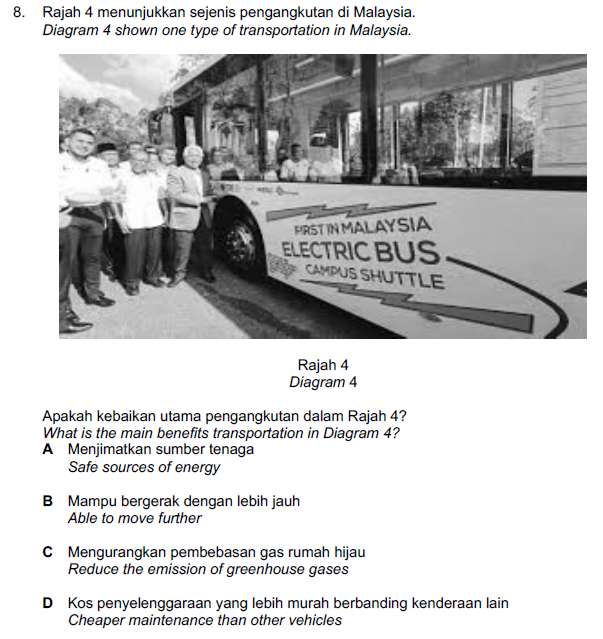 8. Rajah 4 menunjukkan sejenis pengangkutan di Malaysia.
Diagram 4 shown one type of transportation in Malaysia.
FIRST IN MALAYSIA
ELECTRIC BUS
CAMPUS SHUTTLE
Rajah 4
Diagram 4
Apakah kebaikan utama pengangkutan dalam Rajah 4?
What is the main benefits transportation in Diagram 4?
A Menjimatkan sumber tenaga
Safe sources of energy
B Mampu bergerak dengan lebih jauh
Able to move further
C Mengurangkan pembebasan gas rumah hijau
Reduce the emission of greenhouse gases
D Kos penyelenggaraan yang lebih murah berbanding kenderaan lain
Cheaper maintenance than other vehicles